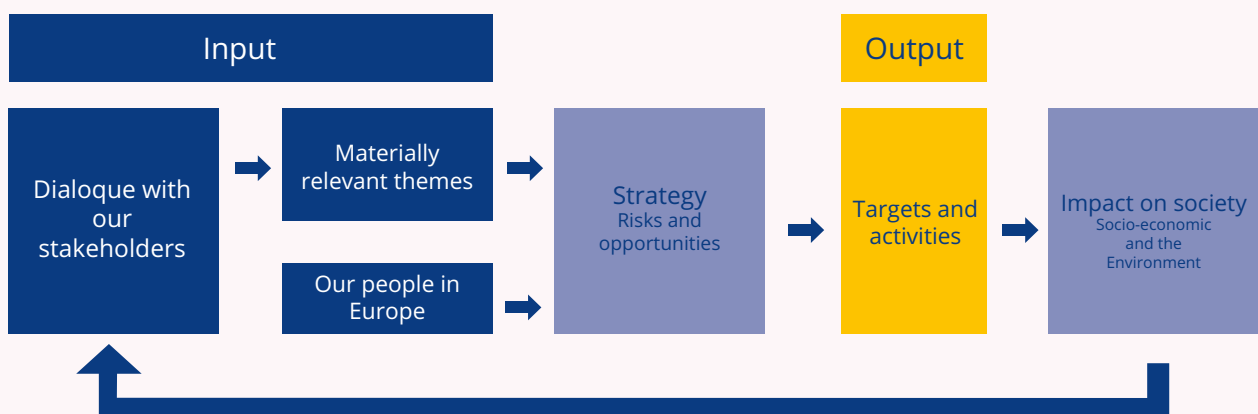 Input
Output
Dialoque with
our
stakeholders
Materially
relevant themes
Our people in
Europe
Strategy
Risks and
opportunities
Targets and
activities
Impact on society
Socio-economic
and the
Environment